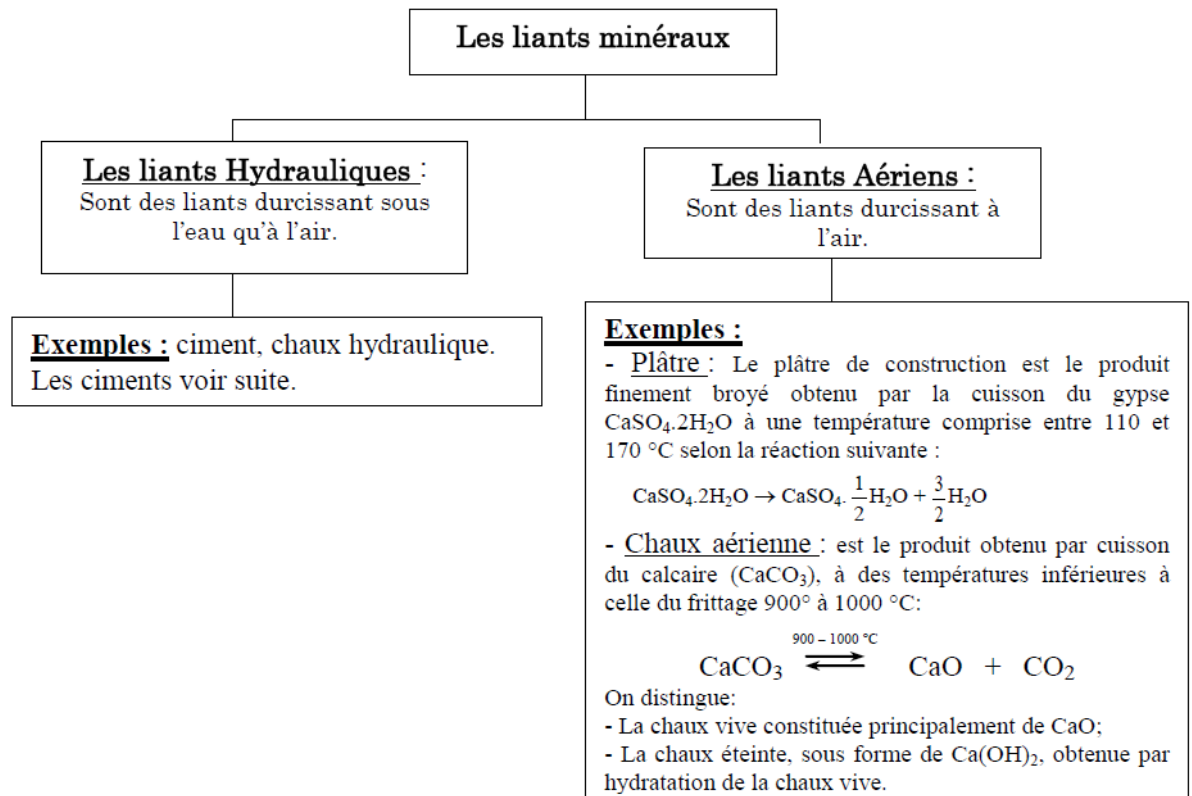 Les liants minéraux
Les liants Hydrauliques :
Sont des liants durcissant sous
l'eau qu'à l'air.
Les liants Aériens :
Sont des liants durcissant à
l'air.
Exemples : ciment, chaux hydraulique.
Les ciments voir suite.
Exemples :
- Plâtre : Le plâtre de construction est le produit
finement broyé obtenu par la cuisson du gypse
CaSO₄.2H₂O à une température comprise entre 110 et
170 °C selon la réaction suivante :
CaSO₄.2H₂O → CaSO₄. 1/2 H₂O + 3/2 H₂O
- Chaux aérienne : est le produit obtenu par cuisson
du calcaire (CaCO₃), à des températures inférieures à
celle du frittage 900° à 1000 °C:
900 – 1000 °C
CaCO₃ ⇄ CaO + CO₂
On distingue:
- La chaux vive constituée principalement de CaO;
- La chaux éteinte, sous forme de Ca(OH)₂, obtenue par
hydratation de la chaux vive.